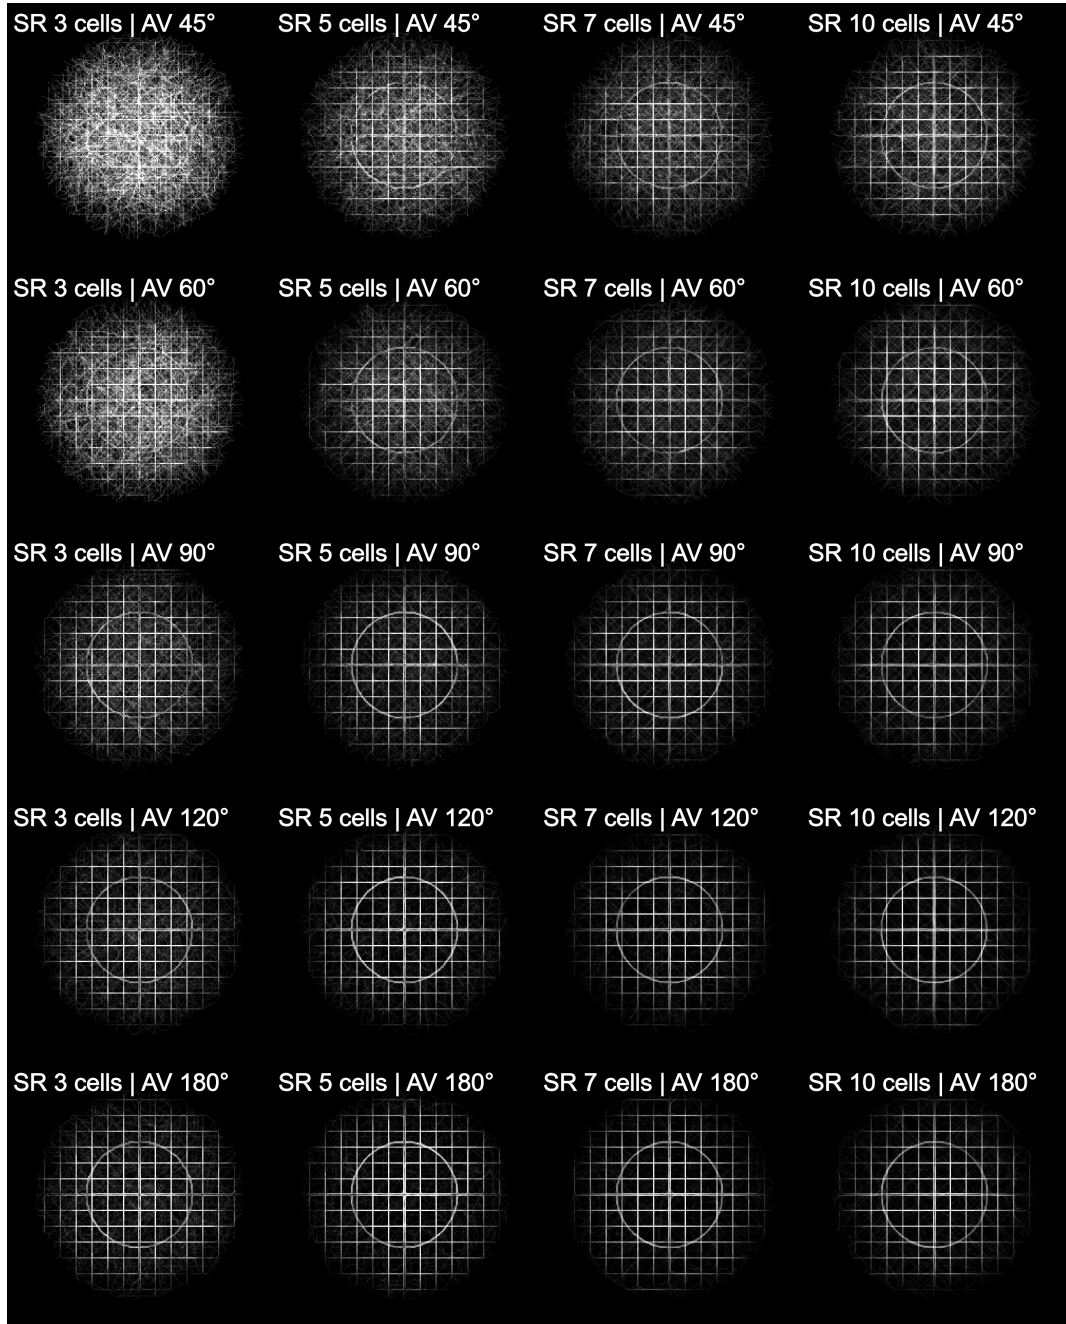 SR 3 cells | AV 45°
SR 5 cells | AV 45°
SR 7 cells | AV 45°
SR 10 cells | AV 45°
SR 3 cells | AV 60°
SR 5 cells | AV 60°
SR 7 cells | AV 60°
SR 10 cells | AV 60°
SR 3 cells | AV 90°
SR 5 cells | AV 90°
SR 7 cells | AV 90°
SR 10 cells | AV 90°
SR 3 cells | AV 120°
SR 5 cells | AV 120°
SR 7 cells | AV 120°
SR 10 cells | AV 120°
SR 3 cells | AV 180°
SR 5 cells | AV 180°
SR 7 cells | AV 180°
SR 10 cells | AV 180°